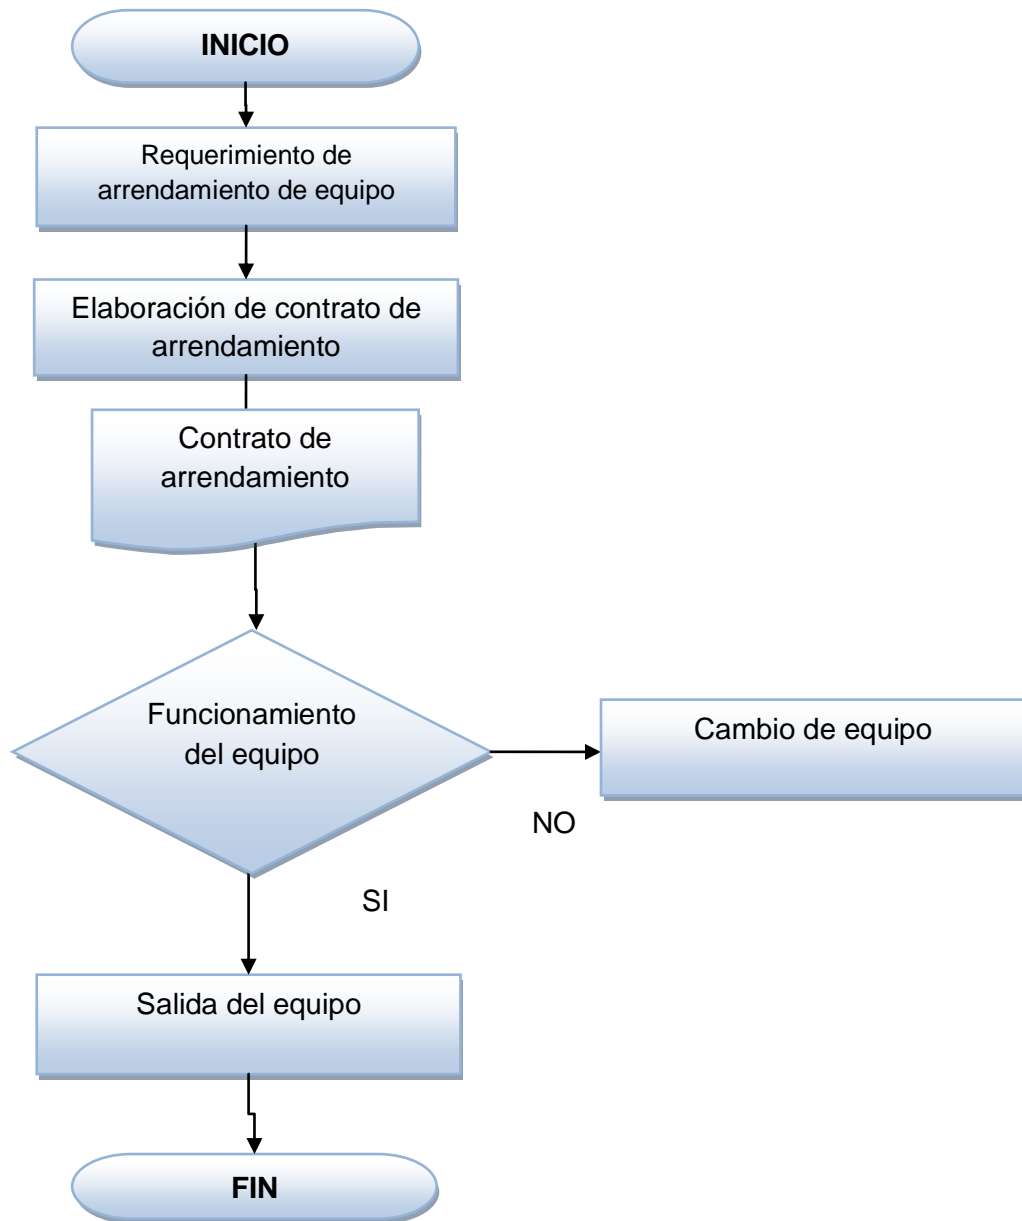 INICIO
Requerimiento de
arrendamiento de equipo
Elaboración de contrato de
arrendamiento
Contrato de
arrendamiento
Funcionamiento
del equipo
Cambio de equipo
NO
SI
Salida del equipo
FIN